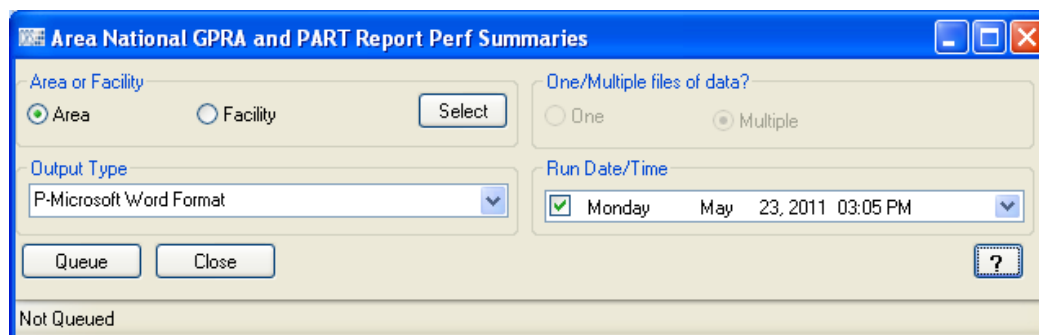 Area National GPRA and PART Report Perf Summaries
Area or Facility
Area Facility Select
One/Multiple files of data?
One Multiple
Output Type
P-Microsoft Word Format
Run Date/Time
Monday May 23, 2011 03:05 PM
Queue Close ?
Not Queued